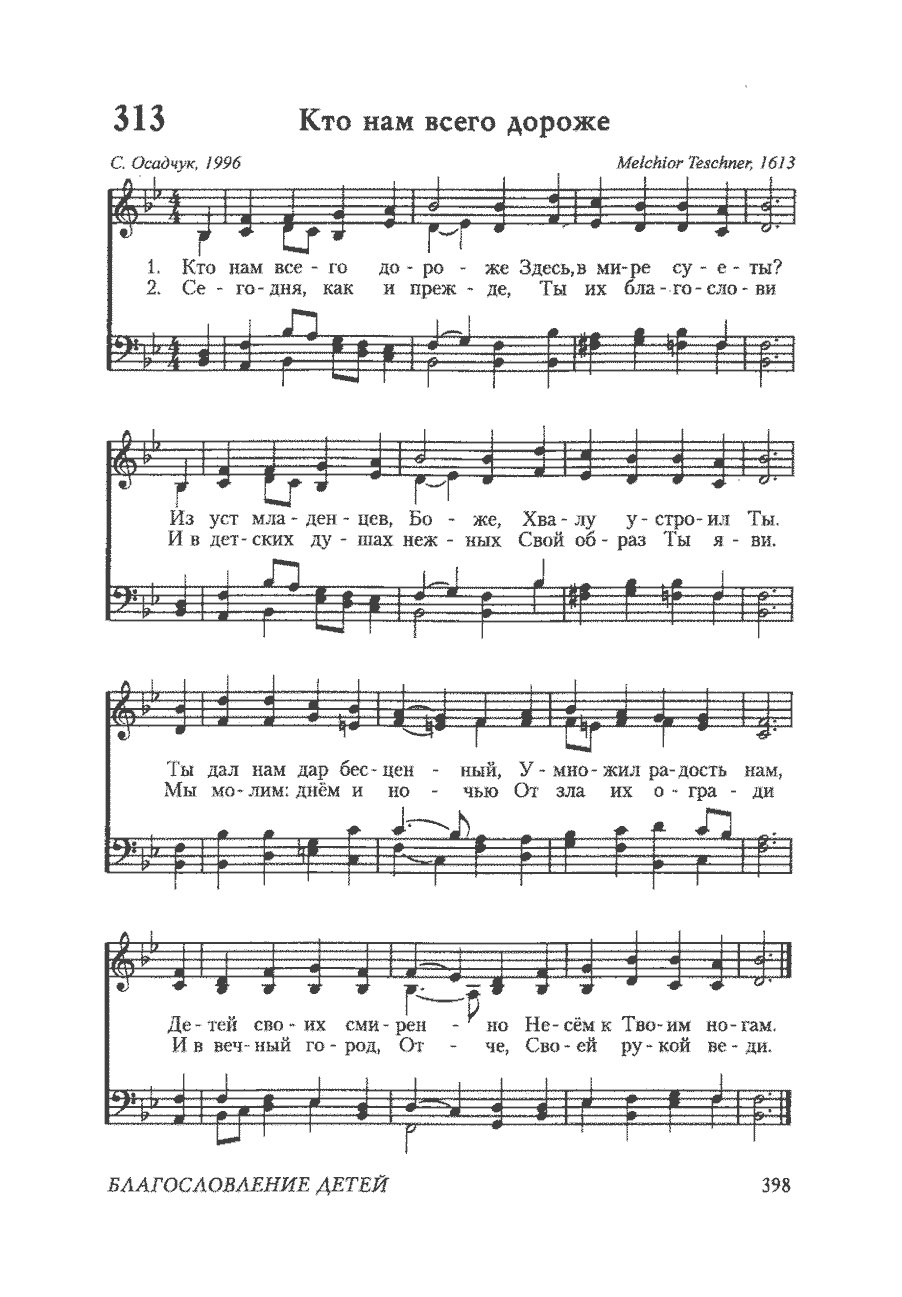 313 Кто нам всего дороже
С. Осадчук, 1996 Melchior Teschner, 1613
1. Кто нам все - го до - ро - же Здесь, в ми - ре су - е - ты?
2. Се - го - дня, как и преж - де, Ты их бла - го - сло - ви
Из уст мла - ден - цев, Бо - же, Хва - лу у - стро - ил Ты.
И в дет - ских ду - шах неж - ных Свой об - раз Ты я - ви.
Ты дал нам дар бес - цен - ный, У - мно - жил ра - дость нам,
Мы мо - лим: днём и но - чью От зла их о - гра - ди
Де - тей сво - их сми - рен - но Не - сём к Тво - им но - гам.
И в веч - ный го - род, От - че, Сво - ей ру - кой ве - ди.
БЛАГОСЛОВЛЕНИЕ ДЕТЕЙ 398